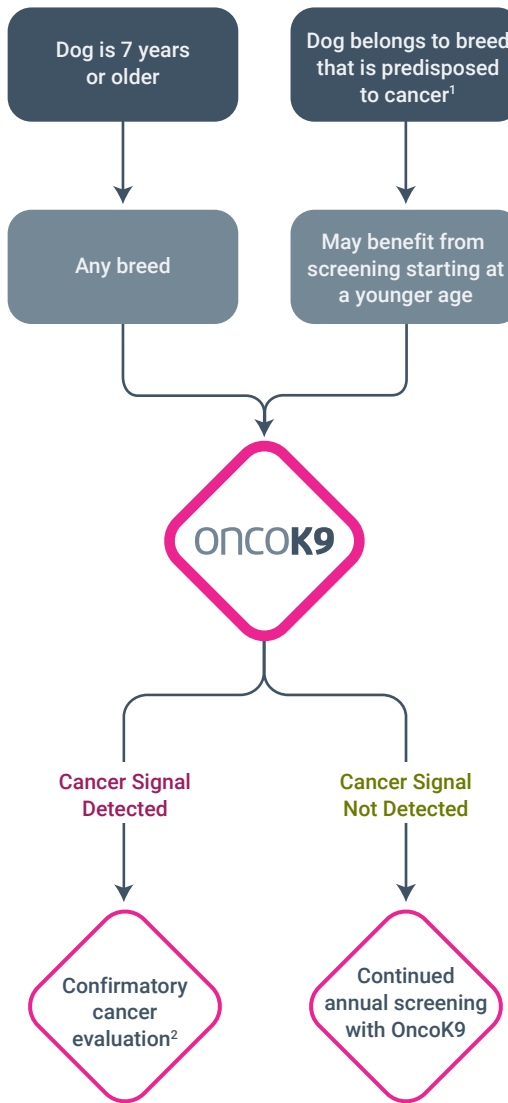 Dog is 7 years
or older
Dog belongs to breed
that is predisposed
to cancer¹
Any breed
May benefit from
screening starting at
a younger age
oncoK9
Cancer Signal
Detected
Cancer Signal
Not Detected
Confirmatory
cancer
evaluation²
Continued
annual screening
with OncoK9